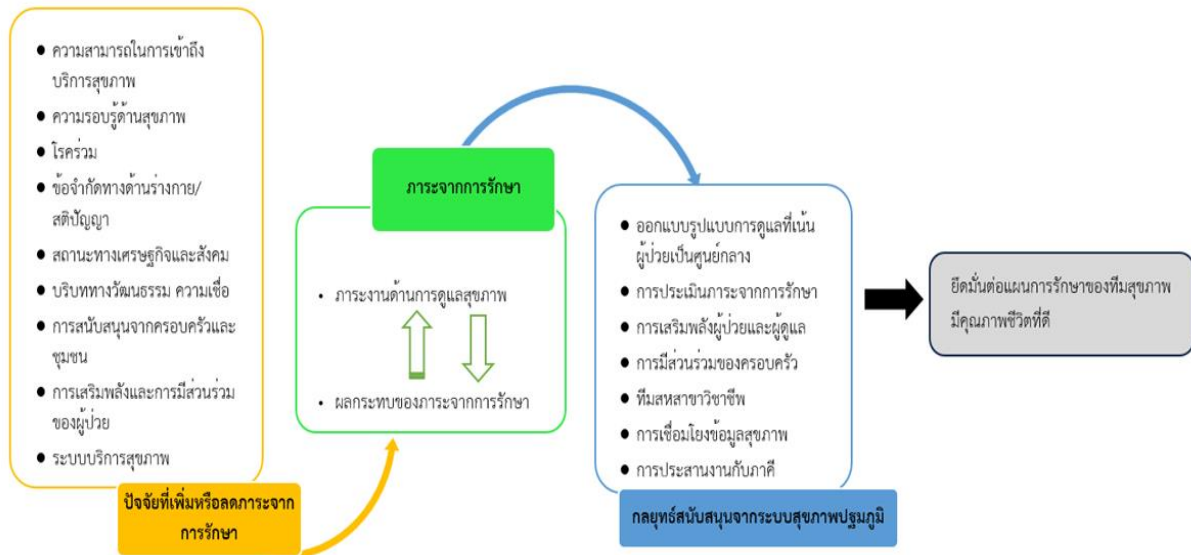 ● ความสามารถในการเข้าถึง
บริการสุขภาพ
● ความรอบรู้ด้านสุขภาพ
● โรคร่วม
● ข้อจำกัดทางด้านร่างกาย/
สติปัญญา
● สถานะทางเศรษฐกิจและสังคม
● บริบททางวัฒนธรรม ความเชื่อ
● การสนับสนุนจากครอบครัวและ
ชุมชน
● การเสริมพลังและการมีส่วนร่วม
ของผู้ป่วย
● ระบบบริการสุขภาพ
ปัจจัยที่เพิ่มหรือลดภาระจาก
การรักษา
ภาระจากการรักษา
• ภาระงานด้านการดูแลสุขภาพ
• ผลกระทบของภาระจากการรักษา
● ออกแบบรูปแบบการดูแลที่เน้น
ผู้ป่วยเป็นศูนย์กลาง
● การประเมินภาระจากการรักษา
● การเสริมพลังผู้ป่วยและผู้ดูแล
● การมีส่วนร่วมของครอบครัว
● ทีมสหสาขาวิชาชีพ
● การเชื่อมโยงข้อมูลสุขภาพ
● การประสานงานกับภาคี
กลยุทธ์สนับสนุนจากระบบสุขภาพปฐมภูมิ
ยึดมั่นต่อแผนการรักษาของทีมสุขภาพ
มีคุณภาพชีวิตที่ดี